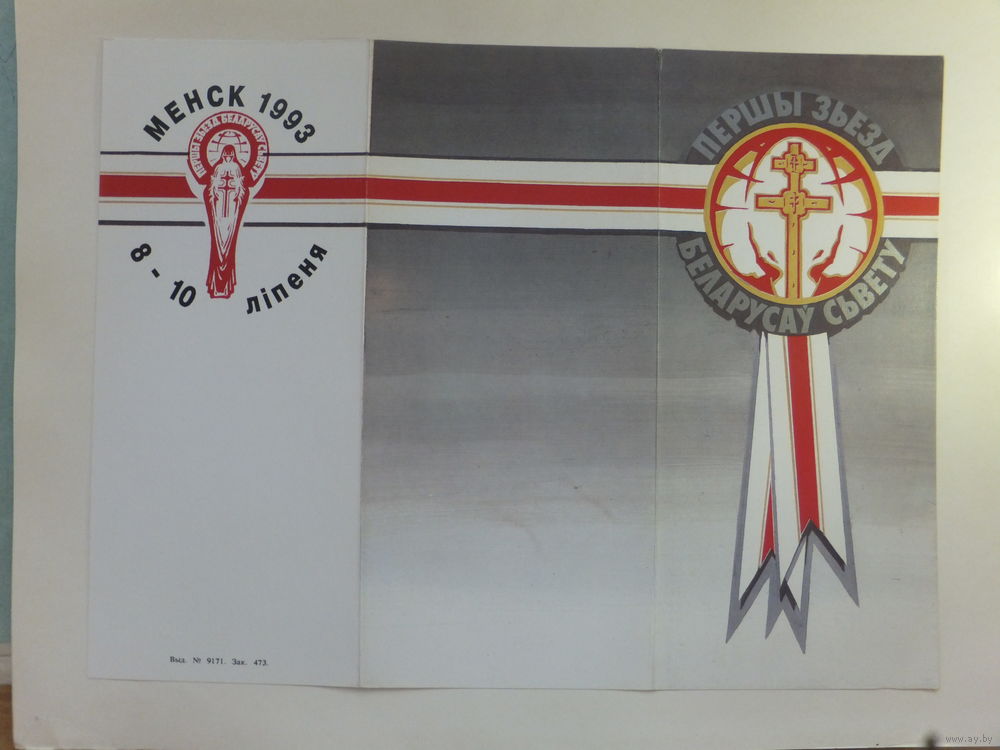 МЕНСК 1993
ПЕРШЫ ЗЬЕЗД БЕЛАРУСАЎ СЬВЕТУ
8 - 10 ліпеня
Выд. № 9171. Зак. 473.
ПЕРШЫ ЗЬЕЗД
БЕЛАРУСАЎ СЬВЕТУ
www.ay.by